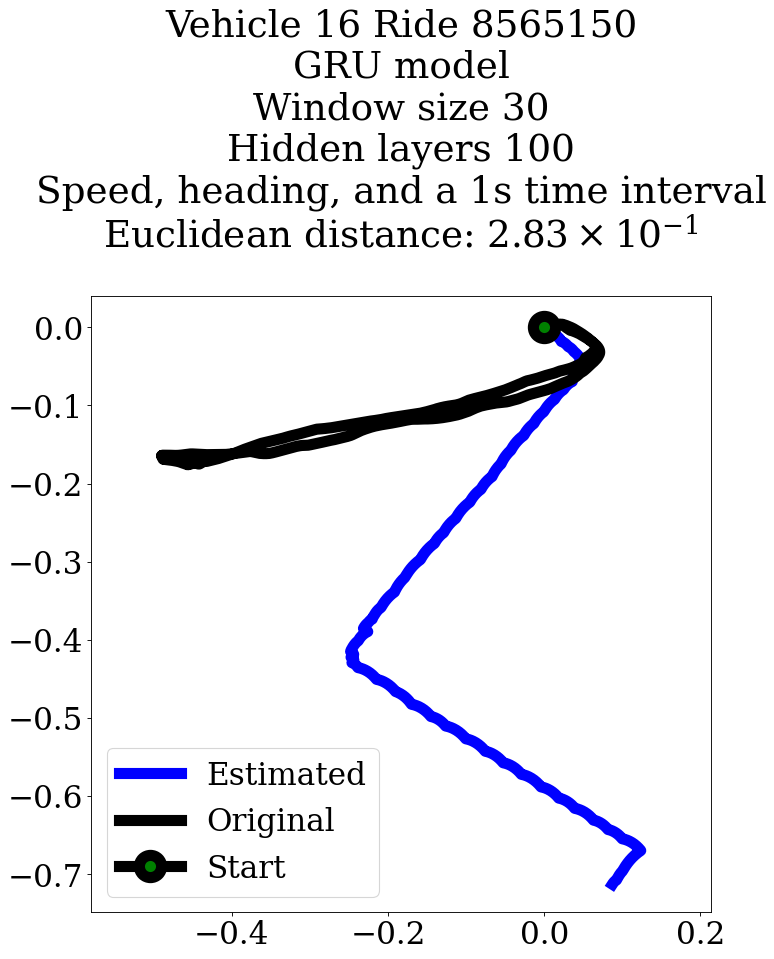 Vehicle 16 Ride 8565150
GRU model
Window size 30
Hidden layers 100
Speed, heading, and a 1s time interval
Euclidean distance: 2.83 × 10⁻¹
0.0
−0.1
−0.2
−0.3
−0.4
−0.5
−0.6
−0.7
Estimated
Original
Start
−0.4
−0.2
0.0
0.2